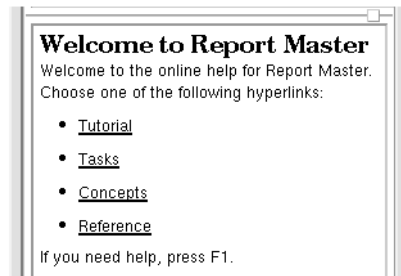 Welcome to Report Master
Welcome to the online help for Report Master.
Choose one of the following hyperlinks:
Tutorial
Tasks
Concepts
Reference
If you need help, press F1.